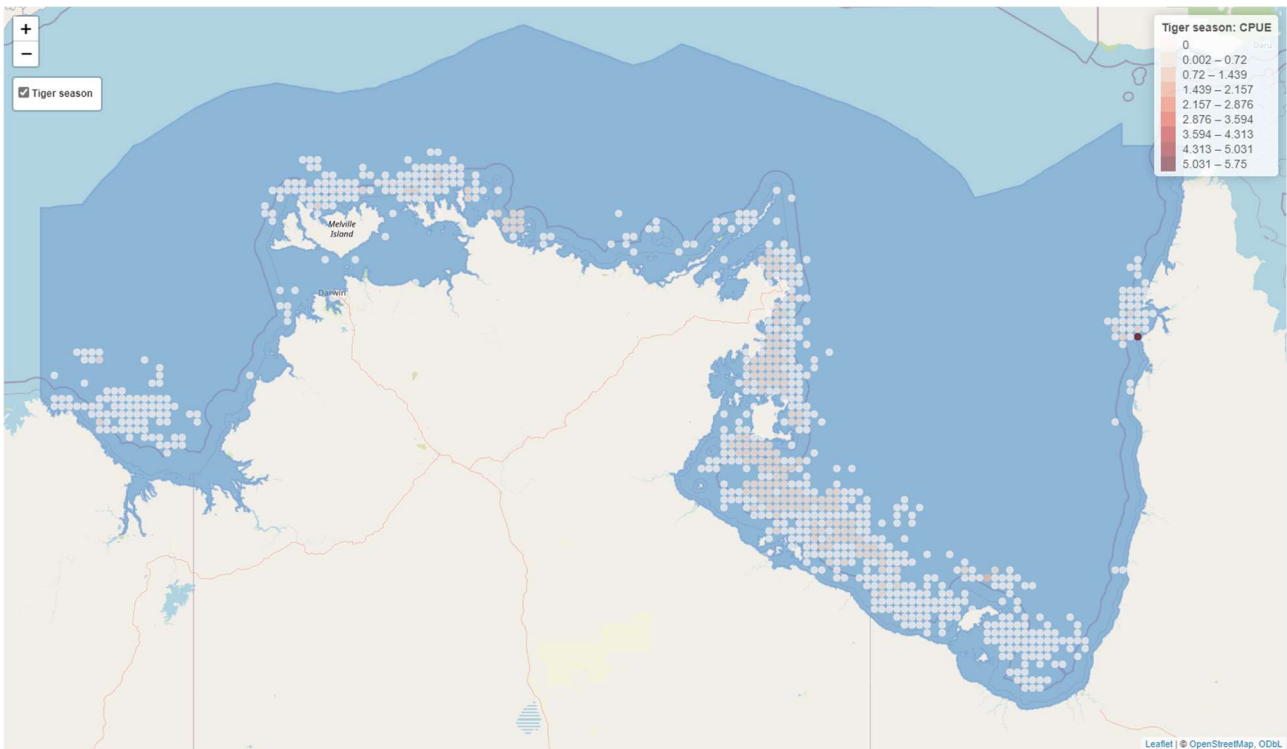 +
−
Tiger season
Tiger season: CPUE
0
0.002 – 0.72
0.72 – 1.439
1.439 – 2.157
2.157 – 2.876
2.876 – 3.594
3.594 – 4.313
4.313 – 5.031
5.031 – 5.75
Daru
Melville
Island
Darwin
Leaflet | © OpenStreetMap, ODbL